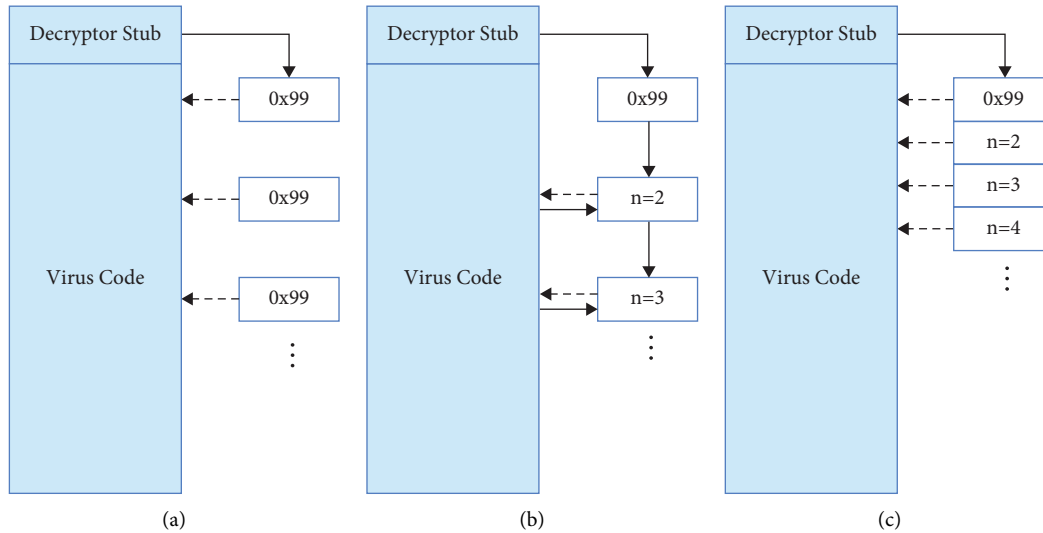 Decryptor Stub
0x99
0x99
Virus Code
0x99
(a)
Decryptor Stub
0x99
n=2
Virus Code
n=3
(b)
Decryptor Stub
0x99
n=2
n=3
n=4
Virus Code
(c)